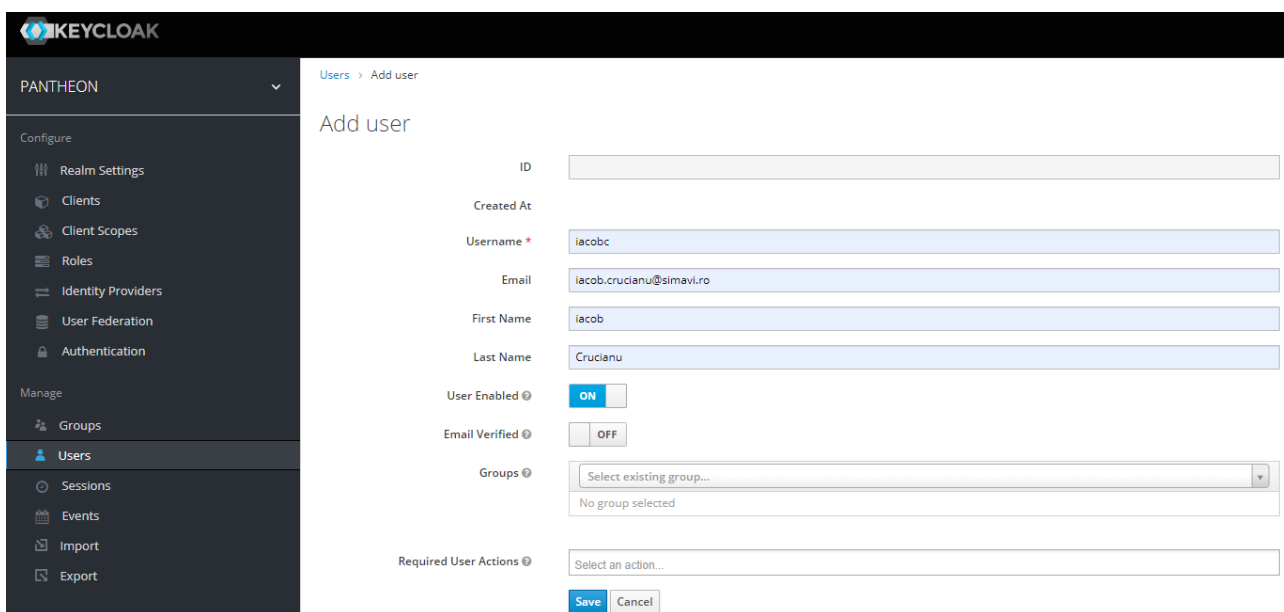 KEYCLOAK
PANTHEON
Configure
Realm Settings
Clients
Client Scopes
Roles
Identity Providers
User Federation
Authentication
Manage
Groups
Users
Sessions
Events
Import
Export
Users > Add user
Add user
ID
Created At
Username * iacobc
Email iacob.crucianu@simavi.ro
First Name iacob
Last Name Crucianu
User Enabled ON
Email Verified OFF
Groups Select existing group...
No group selected
Required User Actions Select an action...
Save Cancel